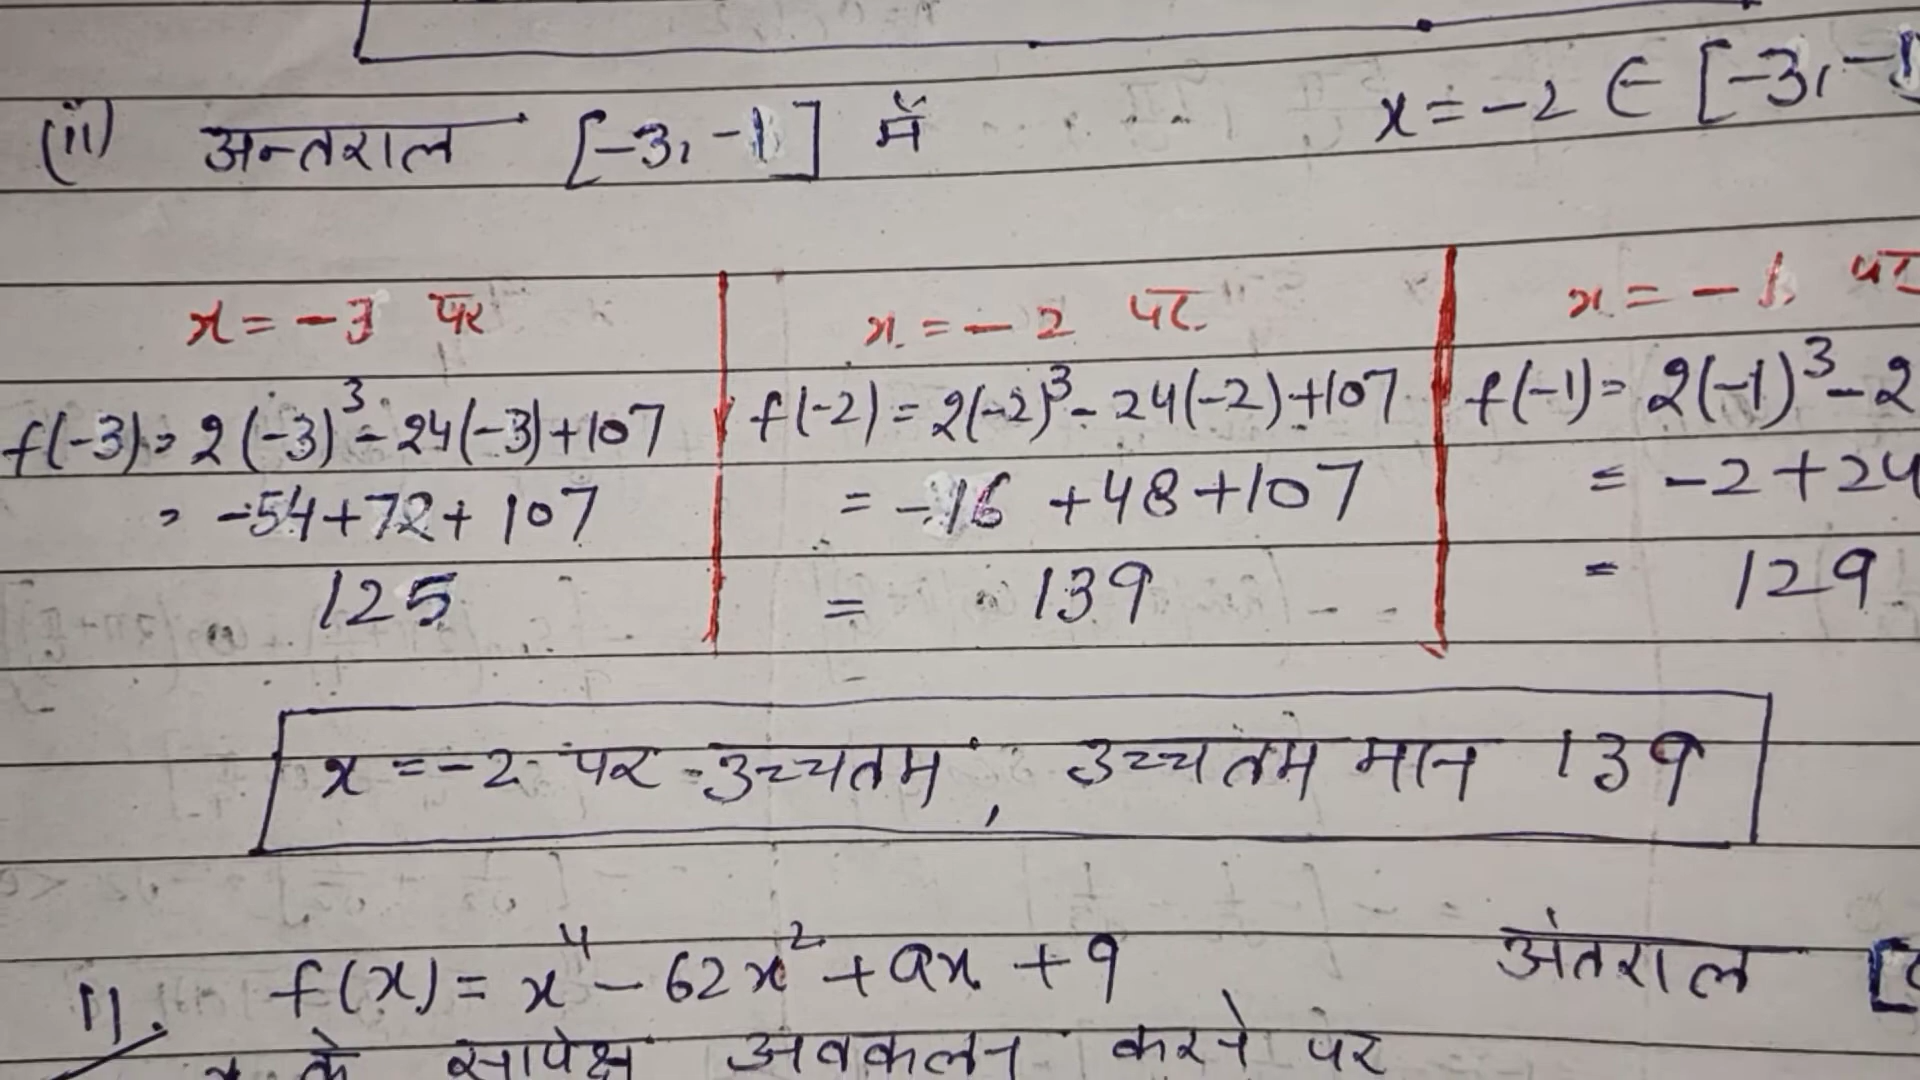 (ii) अन्तराल [-3, -1] में x = -2 ∈ [-3, -1
x = -3 पर
f(-3) = 2(-3)³ - 24(-3) + 107
= -54 + 72 + 107
125
x = -2 पर
f(-2) = 2(-2)³ - 24(-2) + 107
= -16 + 48 + 107
= 139
x = -1 पर
f(-1) = 2(-1)³ - 2
= -2 + 24
= 129
x = -2 पर उच्चतम, उच्चतम मान 139
11. f(x) = x⁴ - 62x² + ax + 9 अंतराल [
x के सापेक्ष अवकलन करने पर